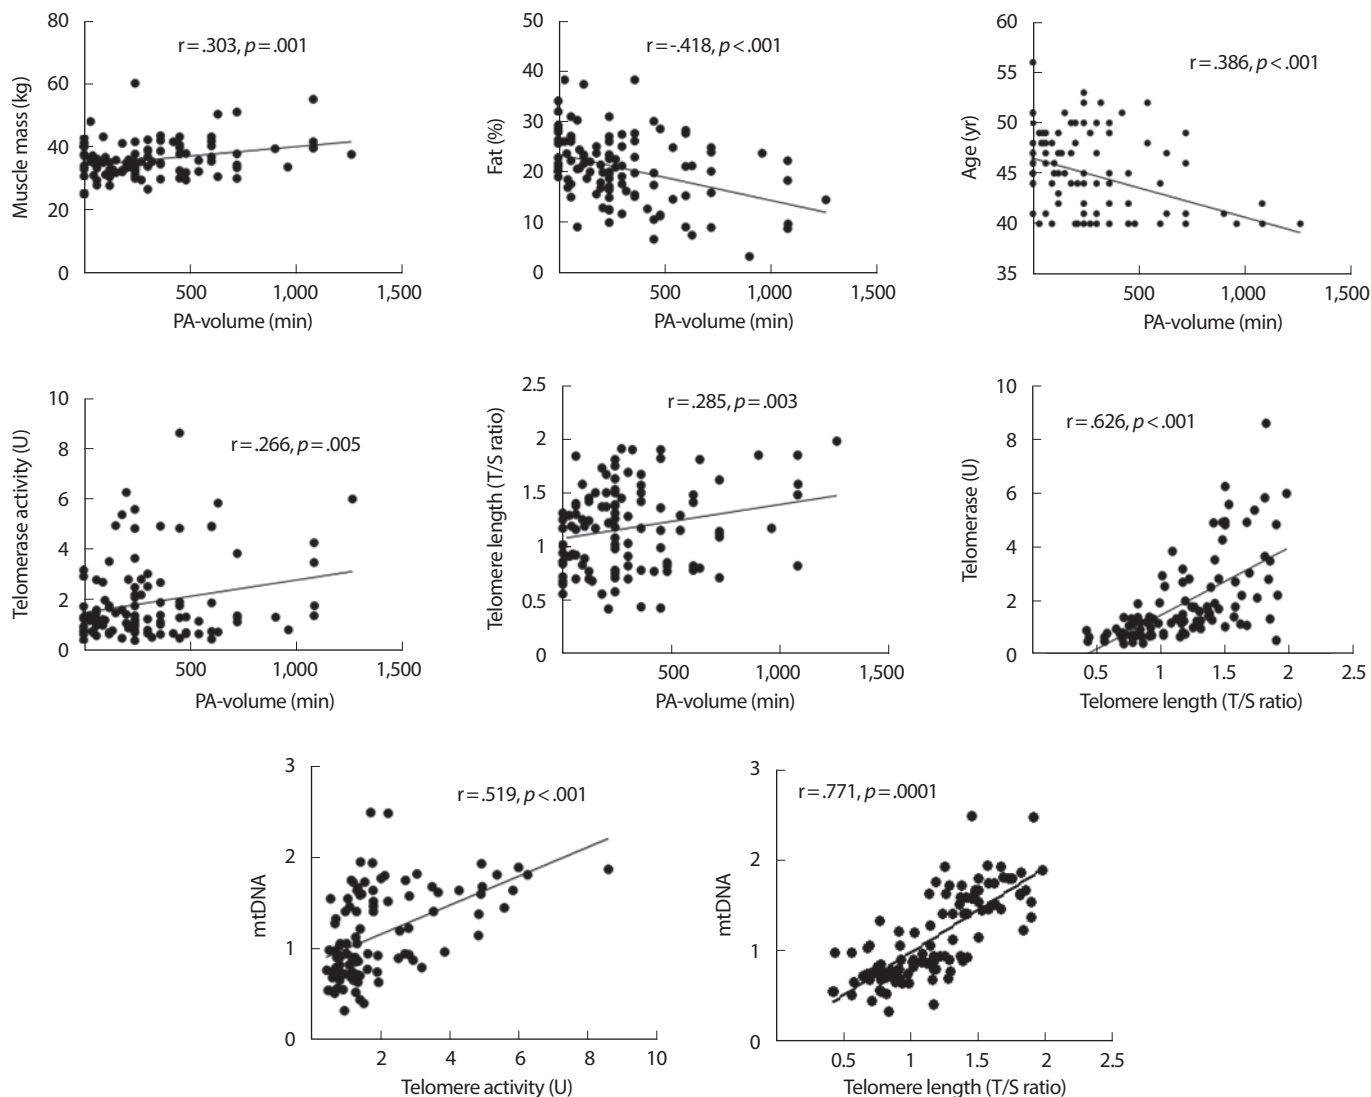 80
60
40
20
0
Muscle mass (kg)
r = .303, p = .001
500 1,000 1,500
PA-volume (min)
50
40
30
20
10
0
Fat (%)
r = -.418, p < .001
500 1,000 1,500
PA-volume (min)
60
55
50
45
40
35
Age (yr)
r = .386, p < .001
500 1,000 1,500
PA-volume (min)
10
8
6
4
2
0
Telomerase activity (U)
r = .266, p = .005
500 1,000 1,500
PA-volume (min)
2.5
2
1.5
1
0.5
0
Telomere length (T/S ratio)
r = .285, p = .003
500 1,000 1,500
PA-volume (min)
10
8
6
4
2
0
Telomerase (U)
r = .626, p < .001
0.5 1 1.5 2 2.5
Telomere length (T/S ratio)
3
2
1
0
mtDNA
r = .519, p < .001
2 4 6 8 10
Telomere activity (U)
3
2
1
0
mtDNA
r = .771, p = .0001
0.5 1 1.5 2 2.5
Telomere length (T/S ratio)